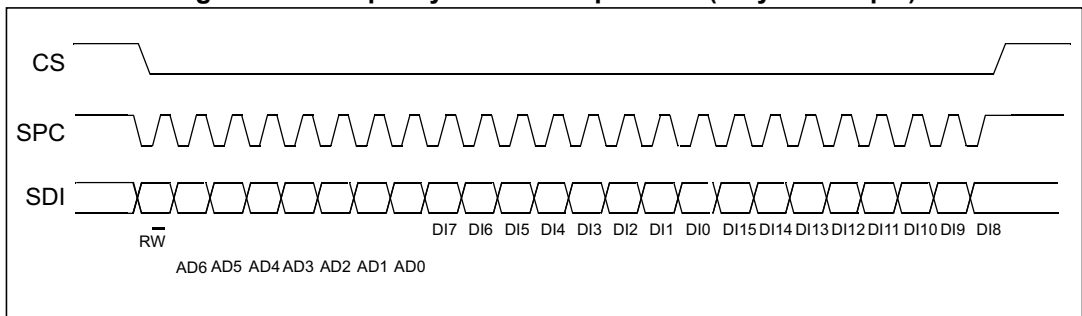 CS
SPC
SDI
RW
DI7 DI6 DI5 DI4 DI3 DI2 DI1 DI0 DI15 DI14 DI13 DI12 DI11 DI10 DI9 DI8
AD6 AD5 AD4 AD3 AD2 AD1 AD0